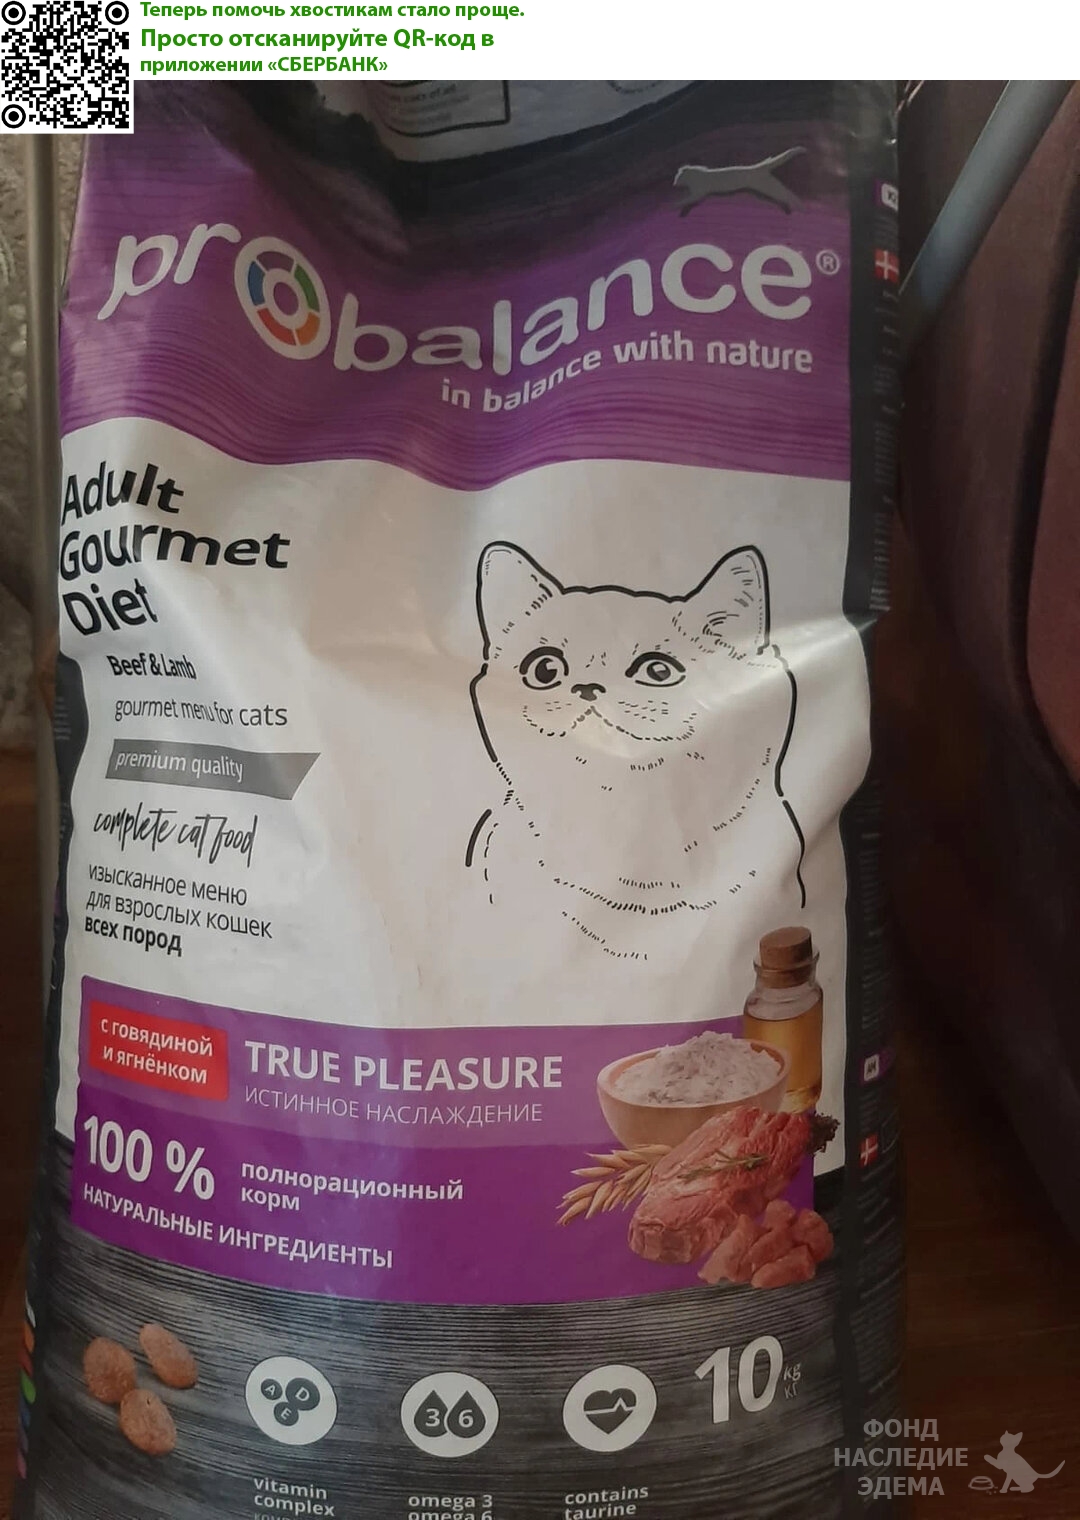 Теперь помочь хвостикам стало проще.
Просто отсканируйте QR-код в
приложении «СБЕРБАНК»
probalance®
in balance with nature
Adult
Gourmet
Diet
Beef & Lamb
gourmet menu for cats
premium quality
complete cat food
изысканное меню
для взрослых кошек
всех пород
с говядиной
и ягнёнком
TRUE PLEASURE
ИСТИННОЕ НАСЛАЖДЕНИЕ
100 %
полнорационный
корм
НАТУРАЛЬНЫЕ ИНГРЕДИЕНТЫ
A D E
3 6
10 kg
кг
vitamin
complex
omega 3
omega 6
contains
taurine
ФОНД
НАСЛЕДИЕ
ЭДЕМА